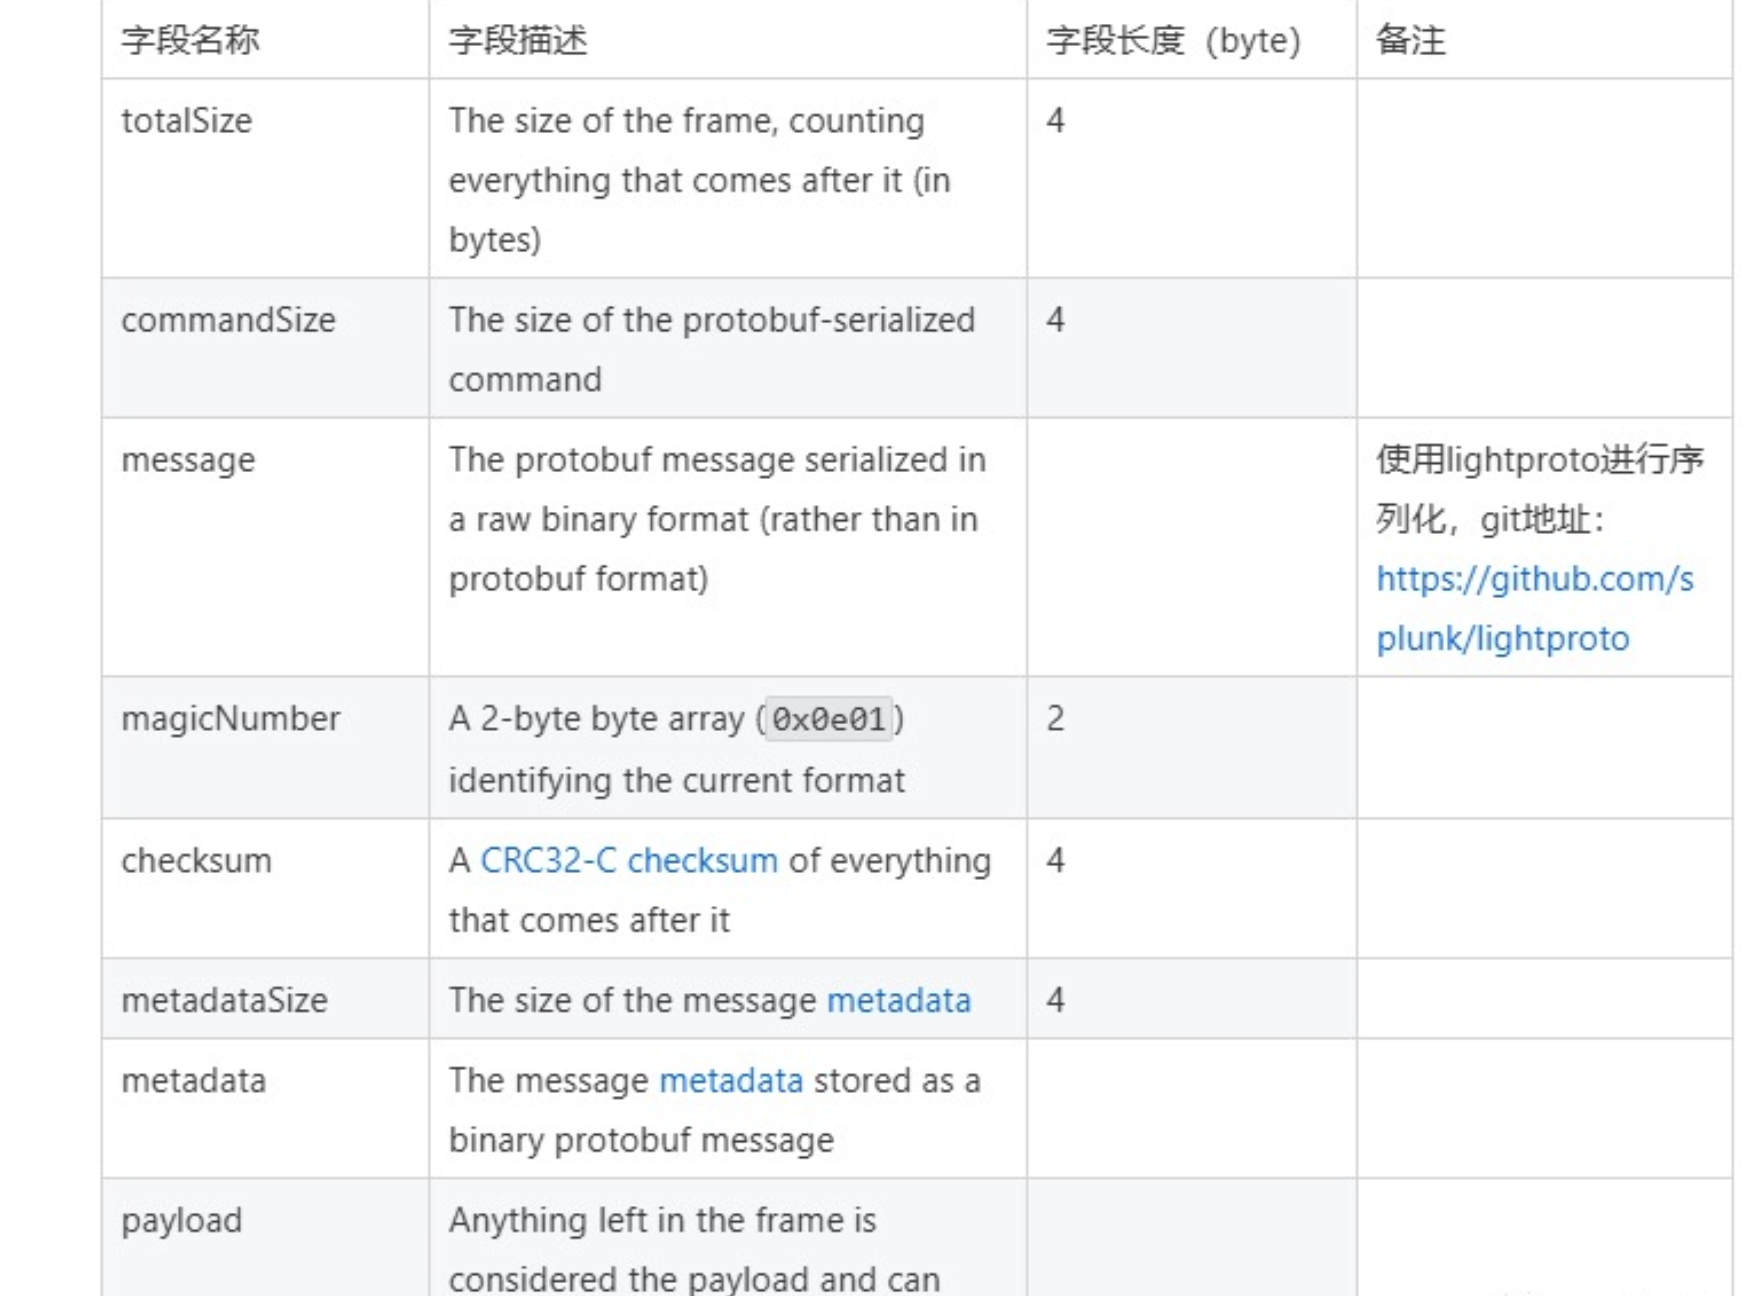 字段名称 字段描述 字段长度（byte） 备注
totalSize The size of the frame, counting 4
everything that comes after it (in
bytes)
commandSize The size of the protobuf-serialized 4
command
message The protobuf message serialized in 使用lightproto进行序
a raw binary format (rather than in 列化，git地址：
protobuf format) https://github.com/s
plunk/lightproto
magicNumber A 2-byte byte array (0x0e01) 2
identifying the current format
checksum A CRC32-C checksum of everything 4
that comes after it
metadataSize The size of the message metadata 4
metadata The message metadata stored as a
binary protobuf message
payload Anything left in the frame is
considered the payload and can